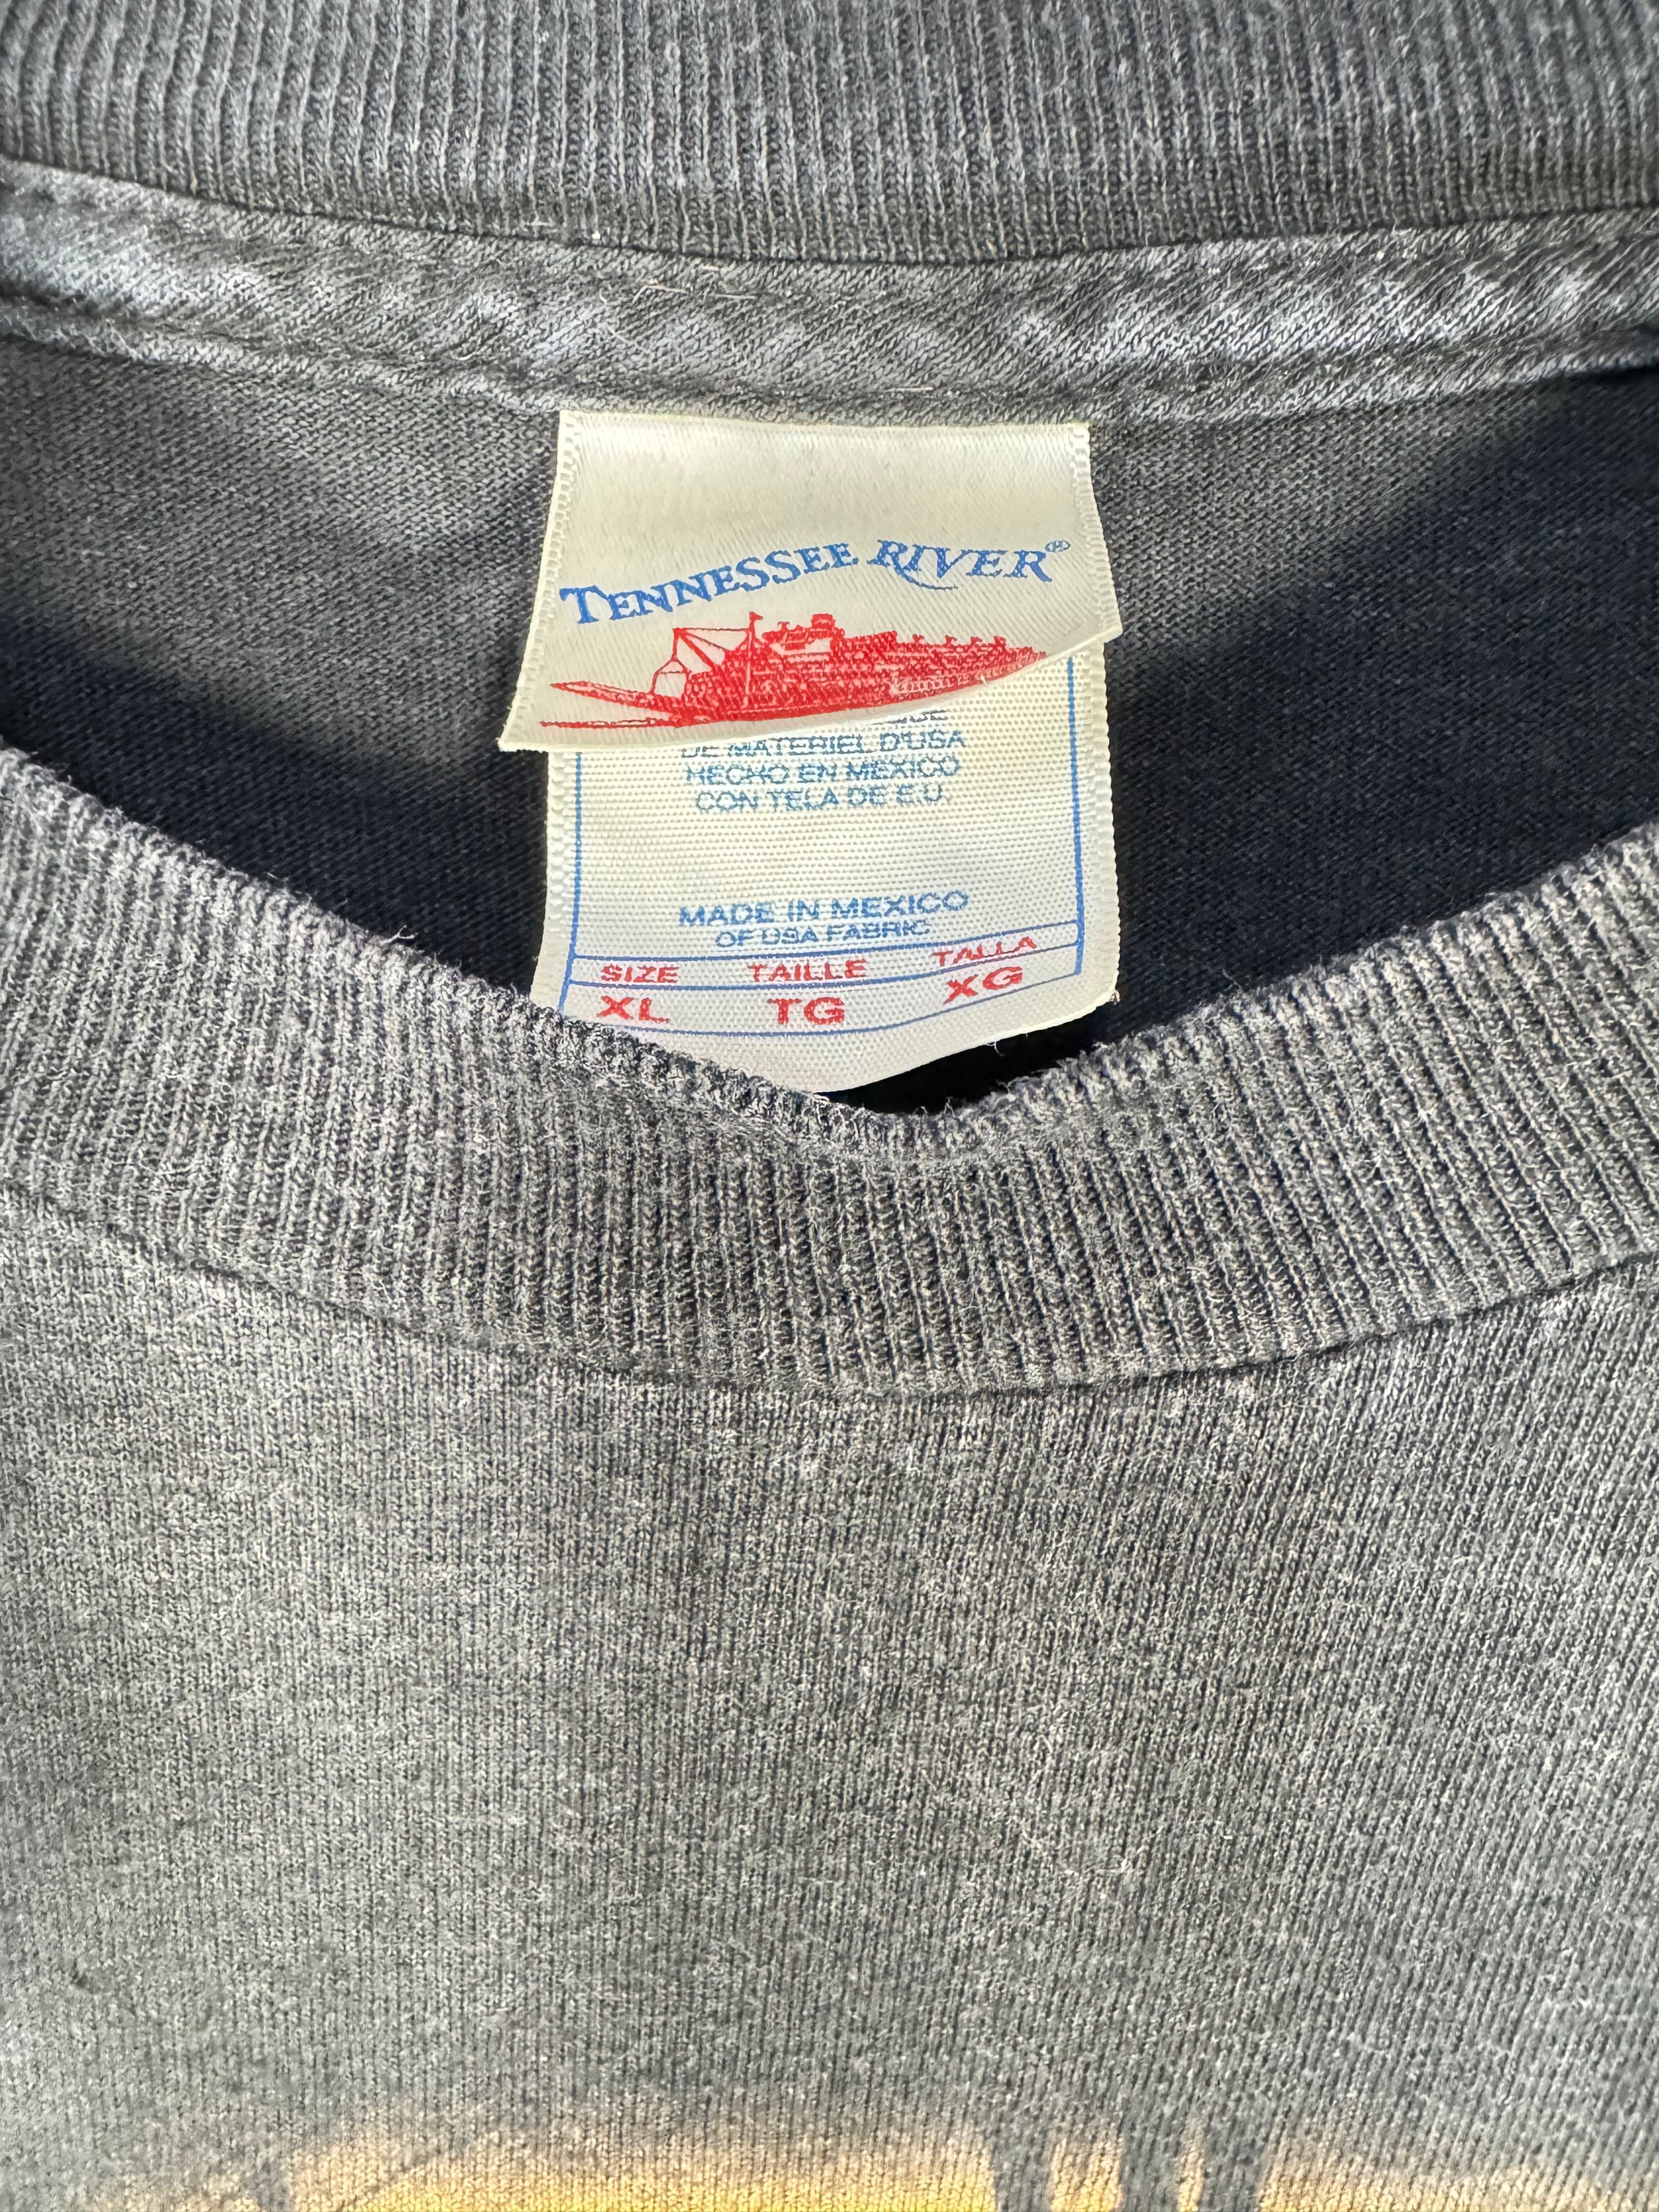 TENNESSEE RIVER®
DE MATERIEL D'USA
HECHO EN MEXICO
CON TELA DE E.U.
MADE IN MEXICO
OF USA FABRIC
SIZE TAILLE TALLA
XL TG XG